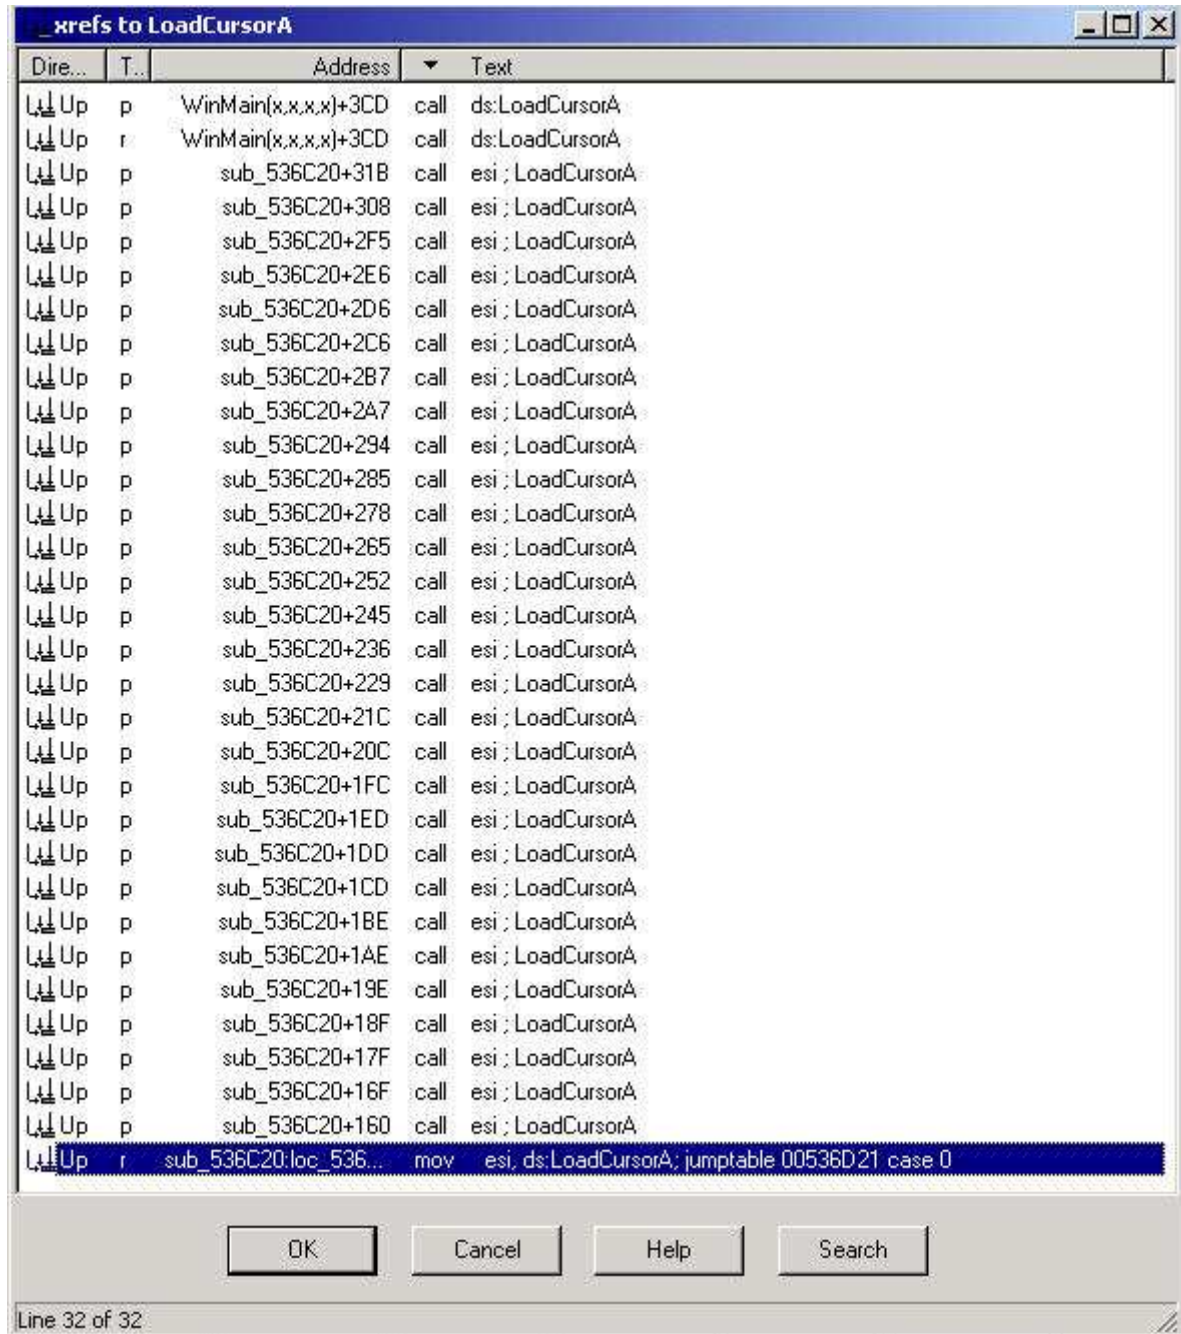 xrefs to LoadCursorA
Dire... T.. Address Text
Up p WinMain(x,x,x,x)+3CD call ds:LoadCursorA
Up r WinMain(x,x,x,x)+3CD call ds:LoadCursorA
Up p sub_536C20+31B call esi ; LoadCursorA
Up p sub_536C20+308 call esi ; LoadCursorA
Up p sub_536C20+2F5 call esi ; LoadCursorA
Up p sub_536C20+2E6 call esi ; LoadCursorA
Up p sub_536C20+2D6 call esi ; LoadCursorA
Up p sub_536C20+2C6 call esi ; LoadCursorA
Up p sub_536C20+2B7 call esi ; LoadCursorA
Up p sub_536C20+2A7 call esi ; LoadCursorA
Up p sub_536C20+294 call esi ; LoadCursorA
Up p sub_536C20+285 call esi ; LoadCursorA
Up p sub_536C20+278 call esi ; LoadCursorA
Up p sub_536C20+265 call esi ; LoadCursorA
Up p sub_536C20+252 call esi ; LoadCursorA
Up p sub_536C20+245 call esi ; LoadCursorA
Up p sub_536C20+236 call esi ; LoadCursorA
Up p sub_536C20+229 call esi ; LoadCursorA
Up p sub_536C20+21C call esi ; LoadCursorA
Up p sub_536C20+20C call esi ; LoadCursorA
Up p sub_536C20+1FC call esi ; LoadCursorA
Up p sub_536C20+1ED call esi ; LoadCursorA
Up p sub_536C20+1DD call esi ; LoadCursorA
Up p sub_536C20+1CD call esi ; LoadCursorA
Up p sub_536C20+1BE call esi ; LoadCursorA
Up p sub_536C20+1AE call esi ; LoadCursorA
Up p sub_536C20+19E call esi ; LoadCursorA
Up p sub_536C20+18F call esi ; LoadCursorA
Up p sub_536C20+17F call esi ; LoadCursorA
Up p sub_536C20+16F call esi ; LoadCursorA
Up p sub_536C20+160 call esi ; LoadCursorA
Up r sub_536C20:loc_536... mov esi, ds:LoadCursorA; jumptable 00536D21 case 0
OK Cancel Help Search
Line 32 of 32